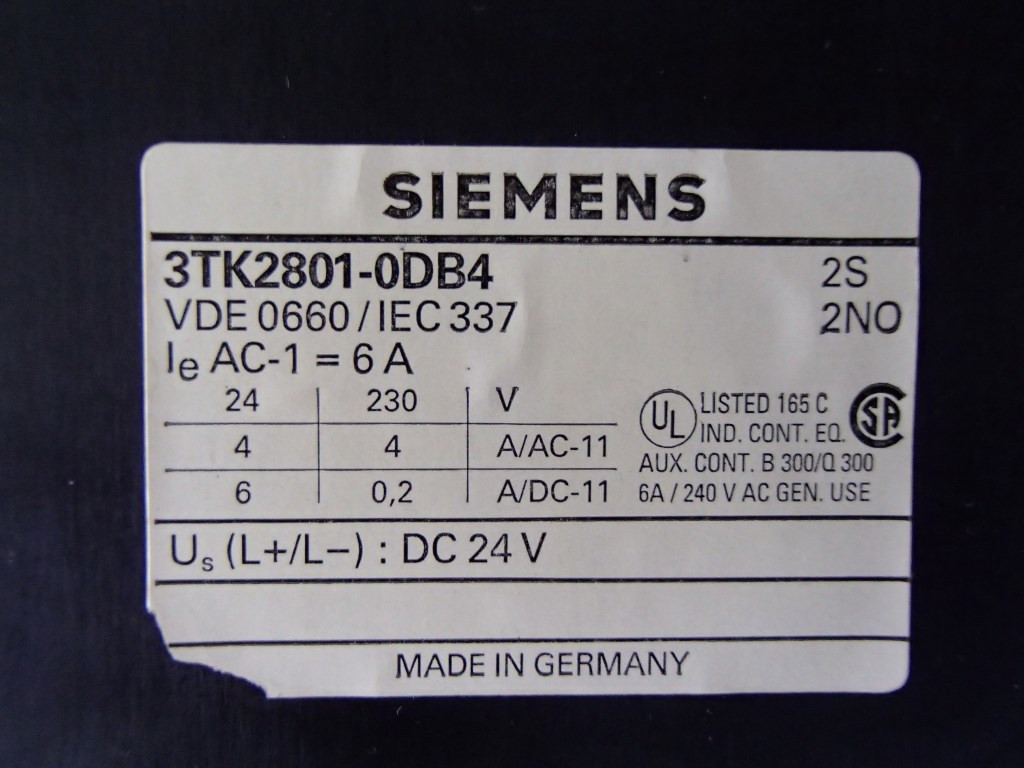 SIEMENS
3TK2801-0DB4 2S
VDE 0660/IEC 337 2NO
Ie AC-1 = 6 A
24 230 V
4 4 A/AC-11
6 0,2 A/DC-11
UL LISTED 165 C SA
IND. CONT. EQ.
AUX. CONT. B 300/Q 300
6A / 240 V AC GEN. USE
Us (L+/L−) : DC 24 V
MADE IN GERMANY